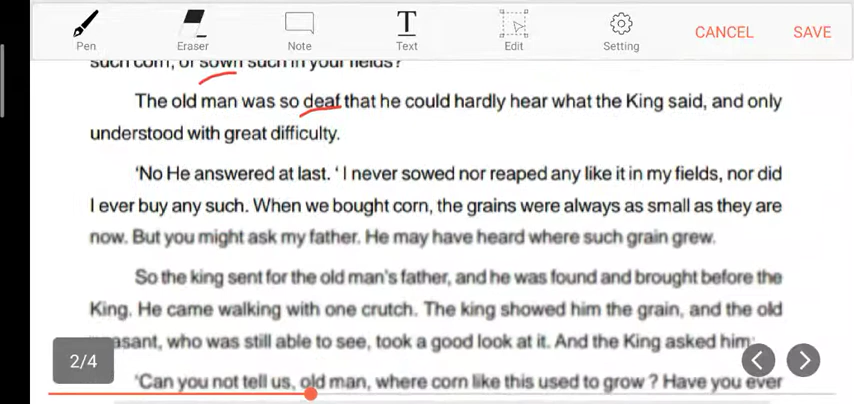 Pen
Eraser
Note
Text
Edit
Setting
CANCEL
SAVE
such corn, or sown such in your fields?
The old man was so deaf that he could hardly hear what the King said, and only
understood with great difficulty.
'No He answered at last. ' I never sowed nor reaped any like it in my fields, nor did
I ever buy any such. When we bought corn, the grains were always as small as they are
now. But you might ask my father. He may have heard where such grain grew.
So the king sent for the old man's father, and he was found and brought before the
King. He came walking with one crutch. The king showed him the grain, and the old
who was still able to see, took a good look at it. And the King asked him
2/4
'Can you not tell us, old man, where corn like this used to grow ? Have you ever